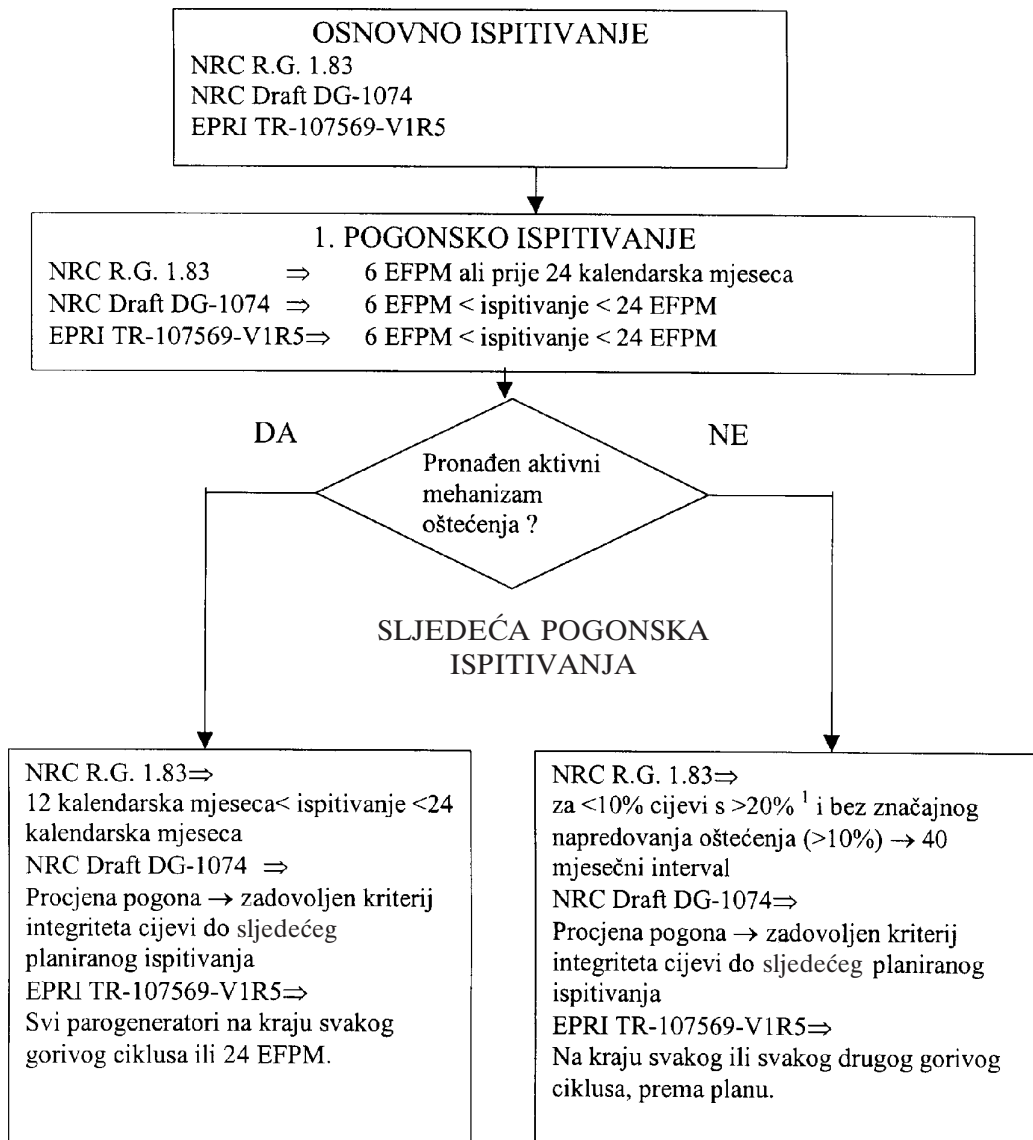 OSNOVNO ISPITIVANJE
NRC R.G. 1.83
NRC Draft DG-1074
EPRI TR-107569-V1R5
1. POGONSKO ISPITIVANJE
NRC R.G. 1.83 ⇒ 6 EFPM ali prije 24 kalendarska mjeseca
NRC Draft DG-1074 ⇒ 6 EFPM < ispitivanje < 24 EFPM
EPRI TR-107569-V1R5⇒ 6 EFPM < ispitivanje < 24 EFPM
DA
NE
Pronađen aktivni
mehanizam
oštećenja ?
SLJEDEĆA POGONSKA
ISPITIVANJA
NRC R.G. 1.83⇒
12 kalendarska mjeseca< ispitivanje <24
kalendarska mjeseca
NRC Draft DG-1074 ⇒
Procjena pogona → zadovoljen kriterij
integriteta cijevi do sljedećeg
planiranog ispitivanja
EPRI TR-107569-V1R5⇒
Svi parogeneratori na kraju svakog
gorivog ciklusa ili 24 EFPM.
NRC R.G. 1.83⇒
za <10% cijevi s >20% ¹ i bez značajnog
napredovanja oštećenja (>10%) → 40
mjesečni interval
NRC Draft DG-1074⇒
Procjena pogona → zadovoljen kriterij
integriteta cijevi do sljedećeg planiranog
ispitivanja
EPRI TR-107569-V1R5⇒
Na kraju svakog ili svakog drugog gorivog
ciklusa, prema planu.